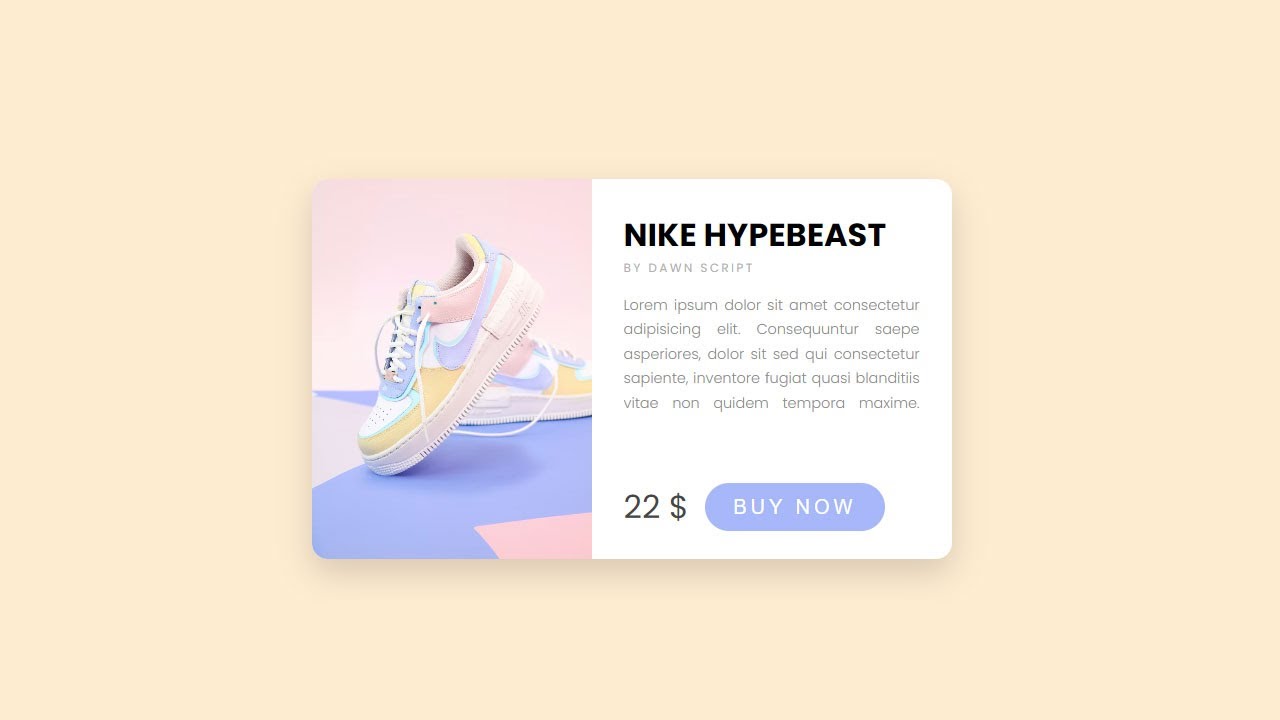 NIKE HYPEBEAST
BY DAWN SCRIPT
Lorem ipsum dolor sit amet consectetur
adipisicing elit. Consequuntur saepe
asperiores, dolor sit sed qui consectetur
sapiente, inventore fugiat quasi blanditiis
vitae non quidem tempora maxime.
22 $
BUY NOW